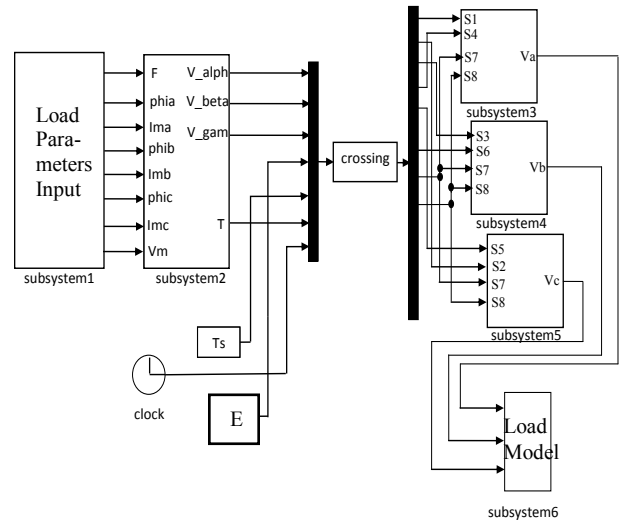 Load
Para-
meters
Input
subsystem1
F
phia
Ima
phib
Imb
phic
Imc
Vm
V_alph
V_beta
V_gam
T
subsystem2
Ts
clock
E
crossing
S1
S4
S7
S8
Va
subsystem3
S3
S6
S7
S8
Vb
subsystem4
S5
S2
S7
S8
Vc
subsystem5
Load
Model
subsystem6